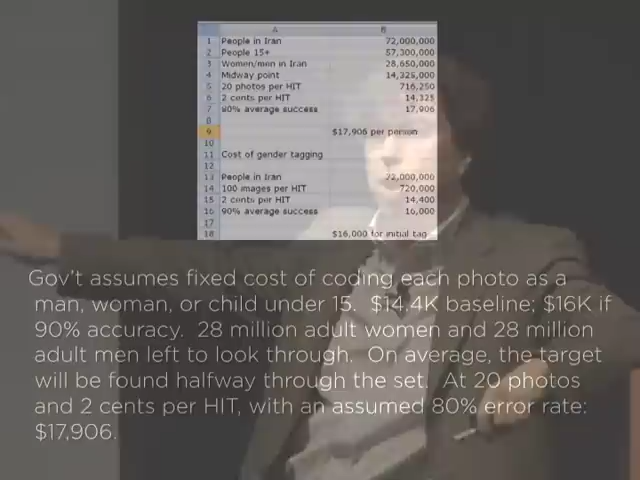 A B
1 People in Iran 72,000,000
2 People 15+ 57,300,000
3 Women/men in Iran 28,650,000
4 Midway point 14,325,000
5 20 photos per HIT 716,250
6 2 cents per HIT 14,325
7 80% average success 17,906
8
9 $17,906 per person
10
11 Cost of gender tagging
12
13 People in Iran 72,000,000
14 100 images per HIT 720,000
15 2 cents per HIT 14,400
16 90% average success 16,000
17
18 $16,000 for initial tag
Gov't assumes fixed cost of coding each photo as a
man, woman, or child under 15. $14.4K baseline; $16K if
90% accuracy. 28 million adult women and 28 million
adult men left to look through. On average, the target
will be found halfway through the set. At 20 photos
and 2 cents per HIT, with an assumed 80% error rate:
$17,906.